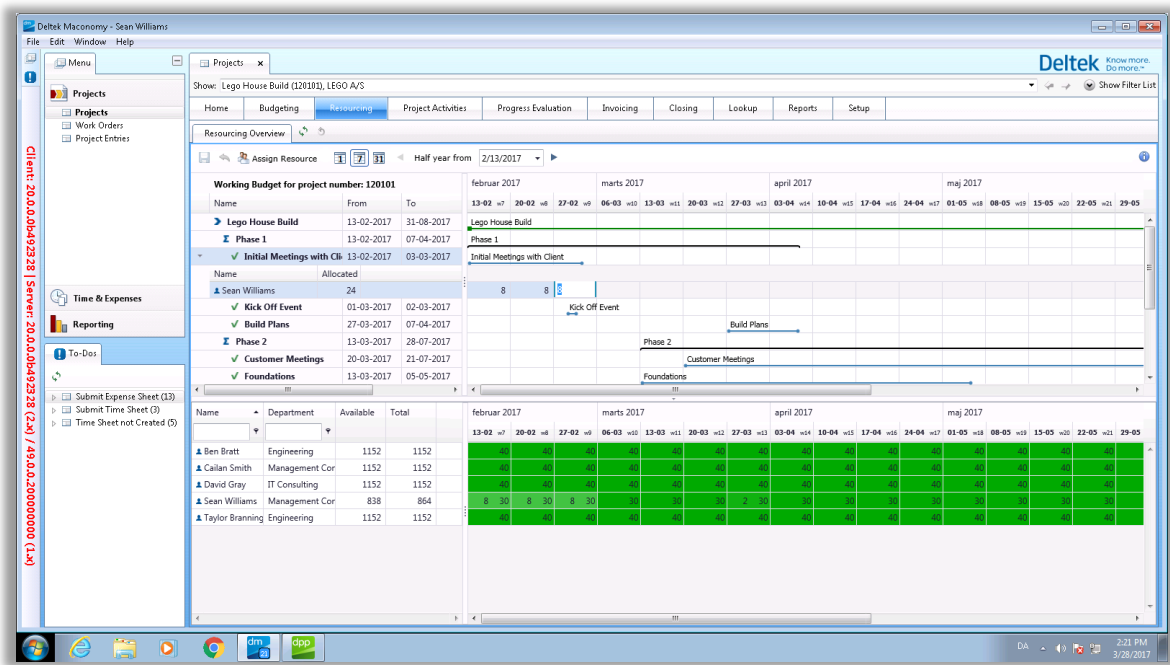 Deltek Maconomy - Sean Williams
File Edit Window Help
Menu
Projects
Projects
Work Orders
Project Entries
Time & Expenses
Reporting
To-Dos
Submit Expense Sheet (13)
Submit Time Sheet (3)
Time Sheet not Created (5)
Client: 20.0.0.0b492328 | Server: 20.0.0.0b492328 (2.x) / 49.0.0.200000000 (1.x)
Projects x
Deltek Know more. Do more.™
Show: Lego House Build (120101), LEGO A/S
Show Filter List
Home Budgeting Resourcing Project Activities Progress Evaluation Invoicing Closing Lookup Reports Setup
Resourcing Overview
Assign Resource 1 7 31 Half year from 2/13/2017
Working Budget for project number: 120101 februar 2017 marts 2017 april 2017 maj 2017
Name From To 13-02 w7 20-02 w8 27-02 w9 06-03 w10 13-03 w11 20-03 w12 27-03 w13 03-04 w14 10-04 w15 17-04 w16 24-04 w17 01-05 w18 08-05 w19 15-05 w20 22-05 w21 29-05
Lego House Build 13-02-2017 31-08-2017 Lego House Build
Σ Phase 1 13-02-2017 07-04-2017 Phase 1
Initial Meetings with Clie 13-02-2017 03-03-2017 Initial Meetings with Client
Name Allocated
Sean Williams 24 8 8 8
Kick Off Event 01-03-2017 02-03-2017 Kick Off Event
Build Plans 27-03-2017 07-04-2017 Build Plans
Σ Phase 2 13-03-2017 28-07-2017 Phase 2
Customer Meetings 20-03-2017 21-07-2017 Customer Meetings
Foundations 13-03-2017 05-05-2017 Foundations
Name Department Available Total februar 2017 marts 2017 april 2017 maj 2017
13-02 w7 20-02 w8 27-02 w9 06-03 w10 13-03 w11 20-03 w12 27-03 w13 03-04 w14 10-04 w15 17-04 w16 24-04 w17 01-05 w18 08-05 w19 15-05 w20 22-05 w21 29-05
Ben Bratt Engineering 1152 1152 40 40 40 40 40 40 40 40 40 40 40 40 40 40 40
Cailan Smith Management Cor 1152 1152 40 40 40 40 40 40 40 40 40 40 40 40 40 40 40
David Gray IT Consulting 1152 1152 40 40 40 40 40 40 40 40 40 40 40 40 40 40 40
Sean Williams Management Cor 838 864 8 30 8 30 8 30 30 30 30 2 30 30 30 30 30 30 30 30 30
Taylor Branning Engineering 1152 1152 40 40 40 40 40 40 40 40 40 40 40 40 40 40 40
dm 21 dpp
DA 2:21 PM
3/28/2017